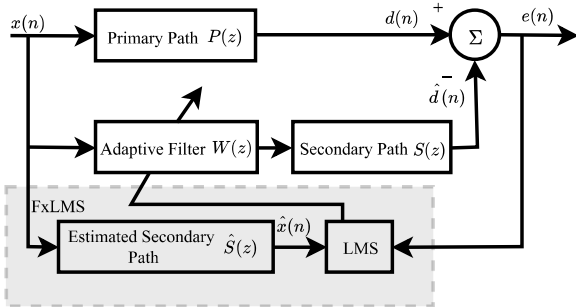 x(n)
Primary Path P(z)
d(n)
+
Σ
e(n)
−
d̂(n)
Adaptive Filter W(z)
Secondary Path S(z)
FxLMS
Estimated Secondary
Path
Ŝ(z)
x̂(n)
LMS